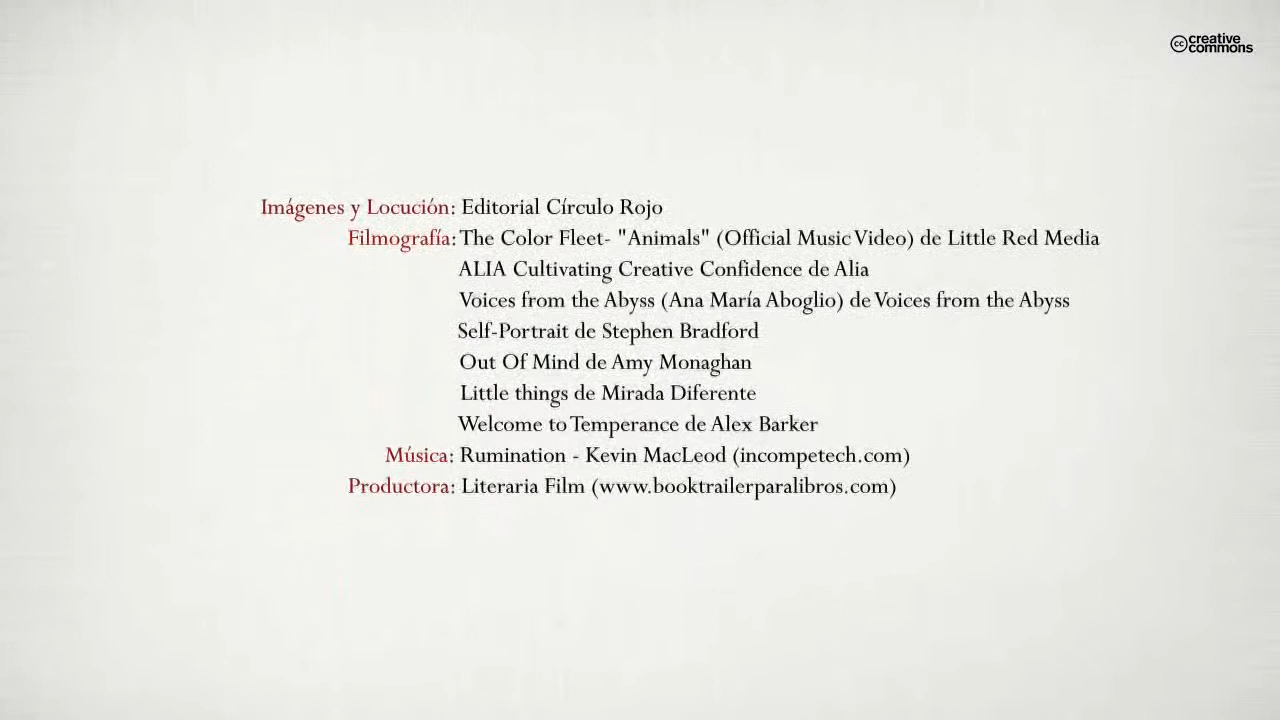 creative
commons
Imágenes y Locución: Editorial Círculo Rojo
Filmografía: The Color Fleet- "Animals" (Official Music Video) de Little Red Media
ALIA Cultivating Creative Confidence de Alia
Voices from the Abyss (Ana María Aboglio) de Voices from the Abyss
Self-Portrait de Stephen Bradford
Out Of Mind de Amy Monaghan
Little things de Mirada Diferente
Welcome to Temperance de Alex Barker
Música: Rumination - Kevin MacLeod (incompetech.com)
Productora: Literaria Film (www.booktrailerparalibros.com)